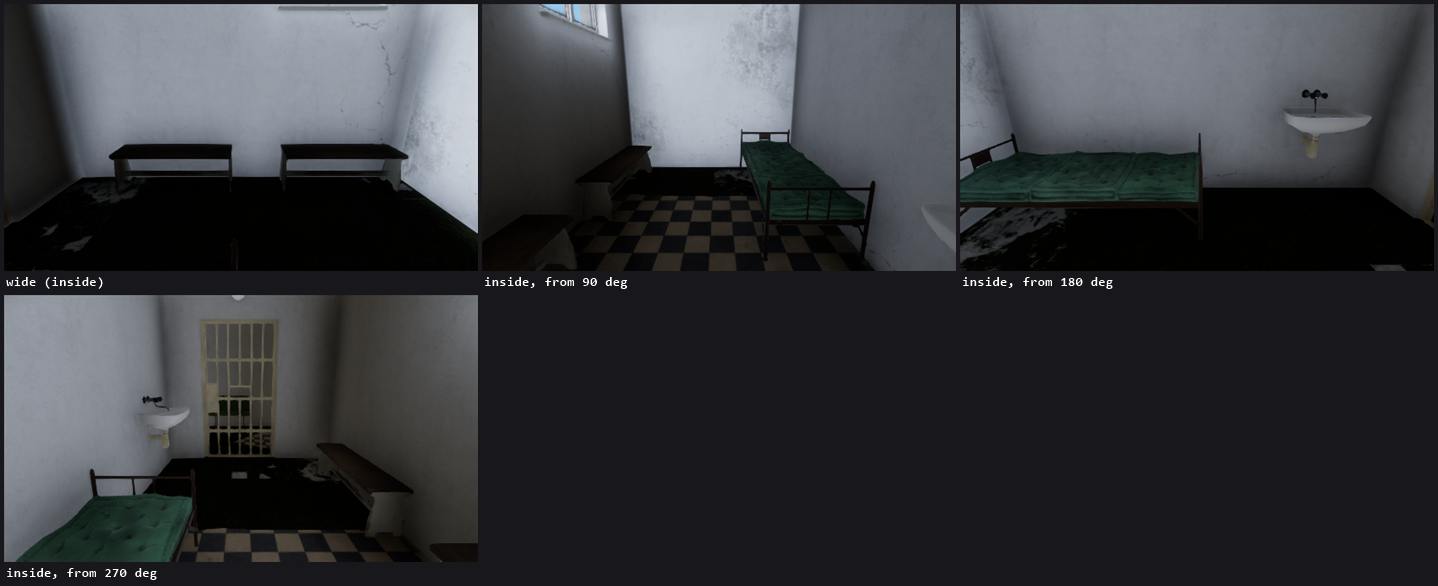 wide (inside)
inside, from 90 deg
inside, from 180 deg
inside, from 270 deg